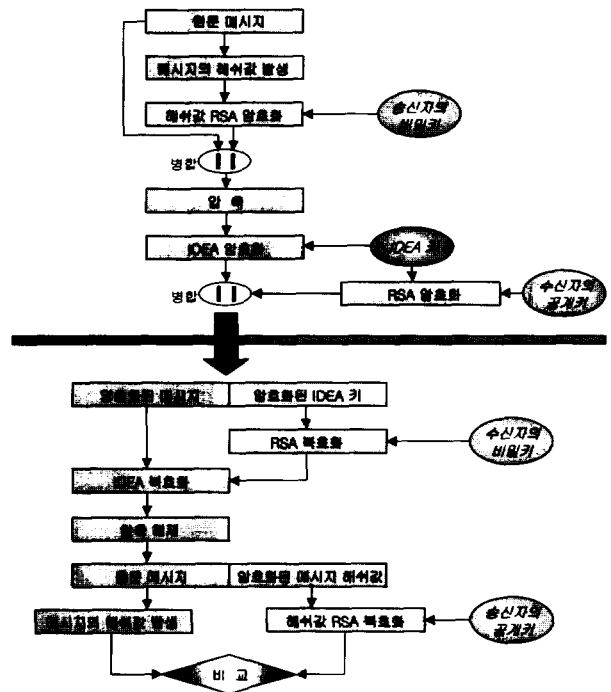 원문 메시지
메시지의 해쉬값 발생
해쉬값 RSA 암호화
송신자의
비밀키
병합
압 축
IDEA 암호화
IDEA 키
병합
RSA 암호화
수신자의
공개키
암호화된 메시지
암호화된 IDEA 키
RSA 복호화
수신자의
비밀키
IDEA 복호화
압축 해제
원문 메시지
암호화된 메시지 해쉬값
메시지의 해쉬값 발생
해쉬값 RSA 복호화
송신자의
공개키
비 교